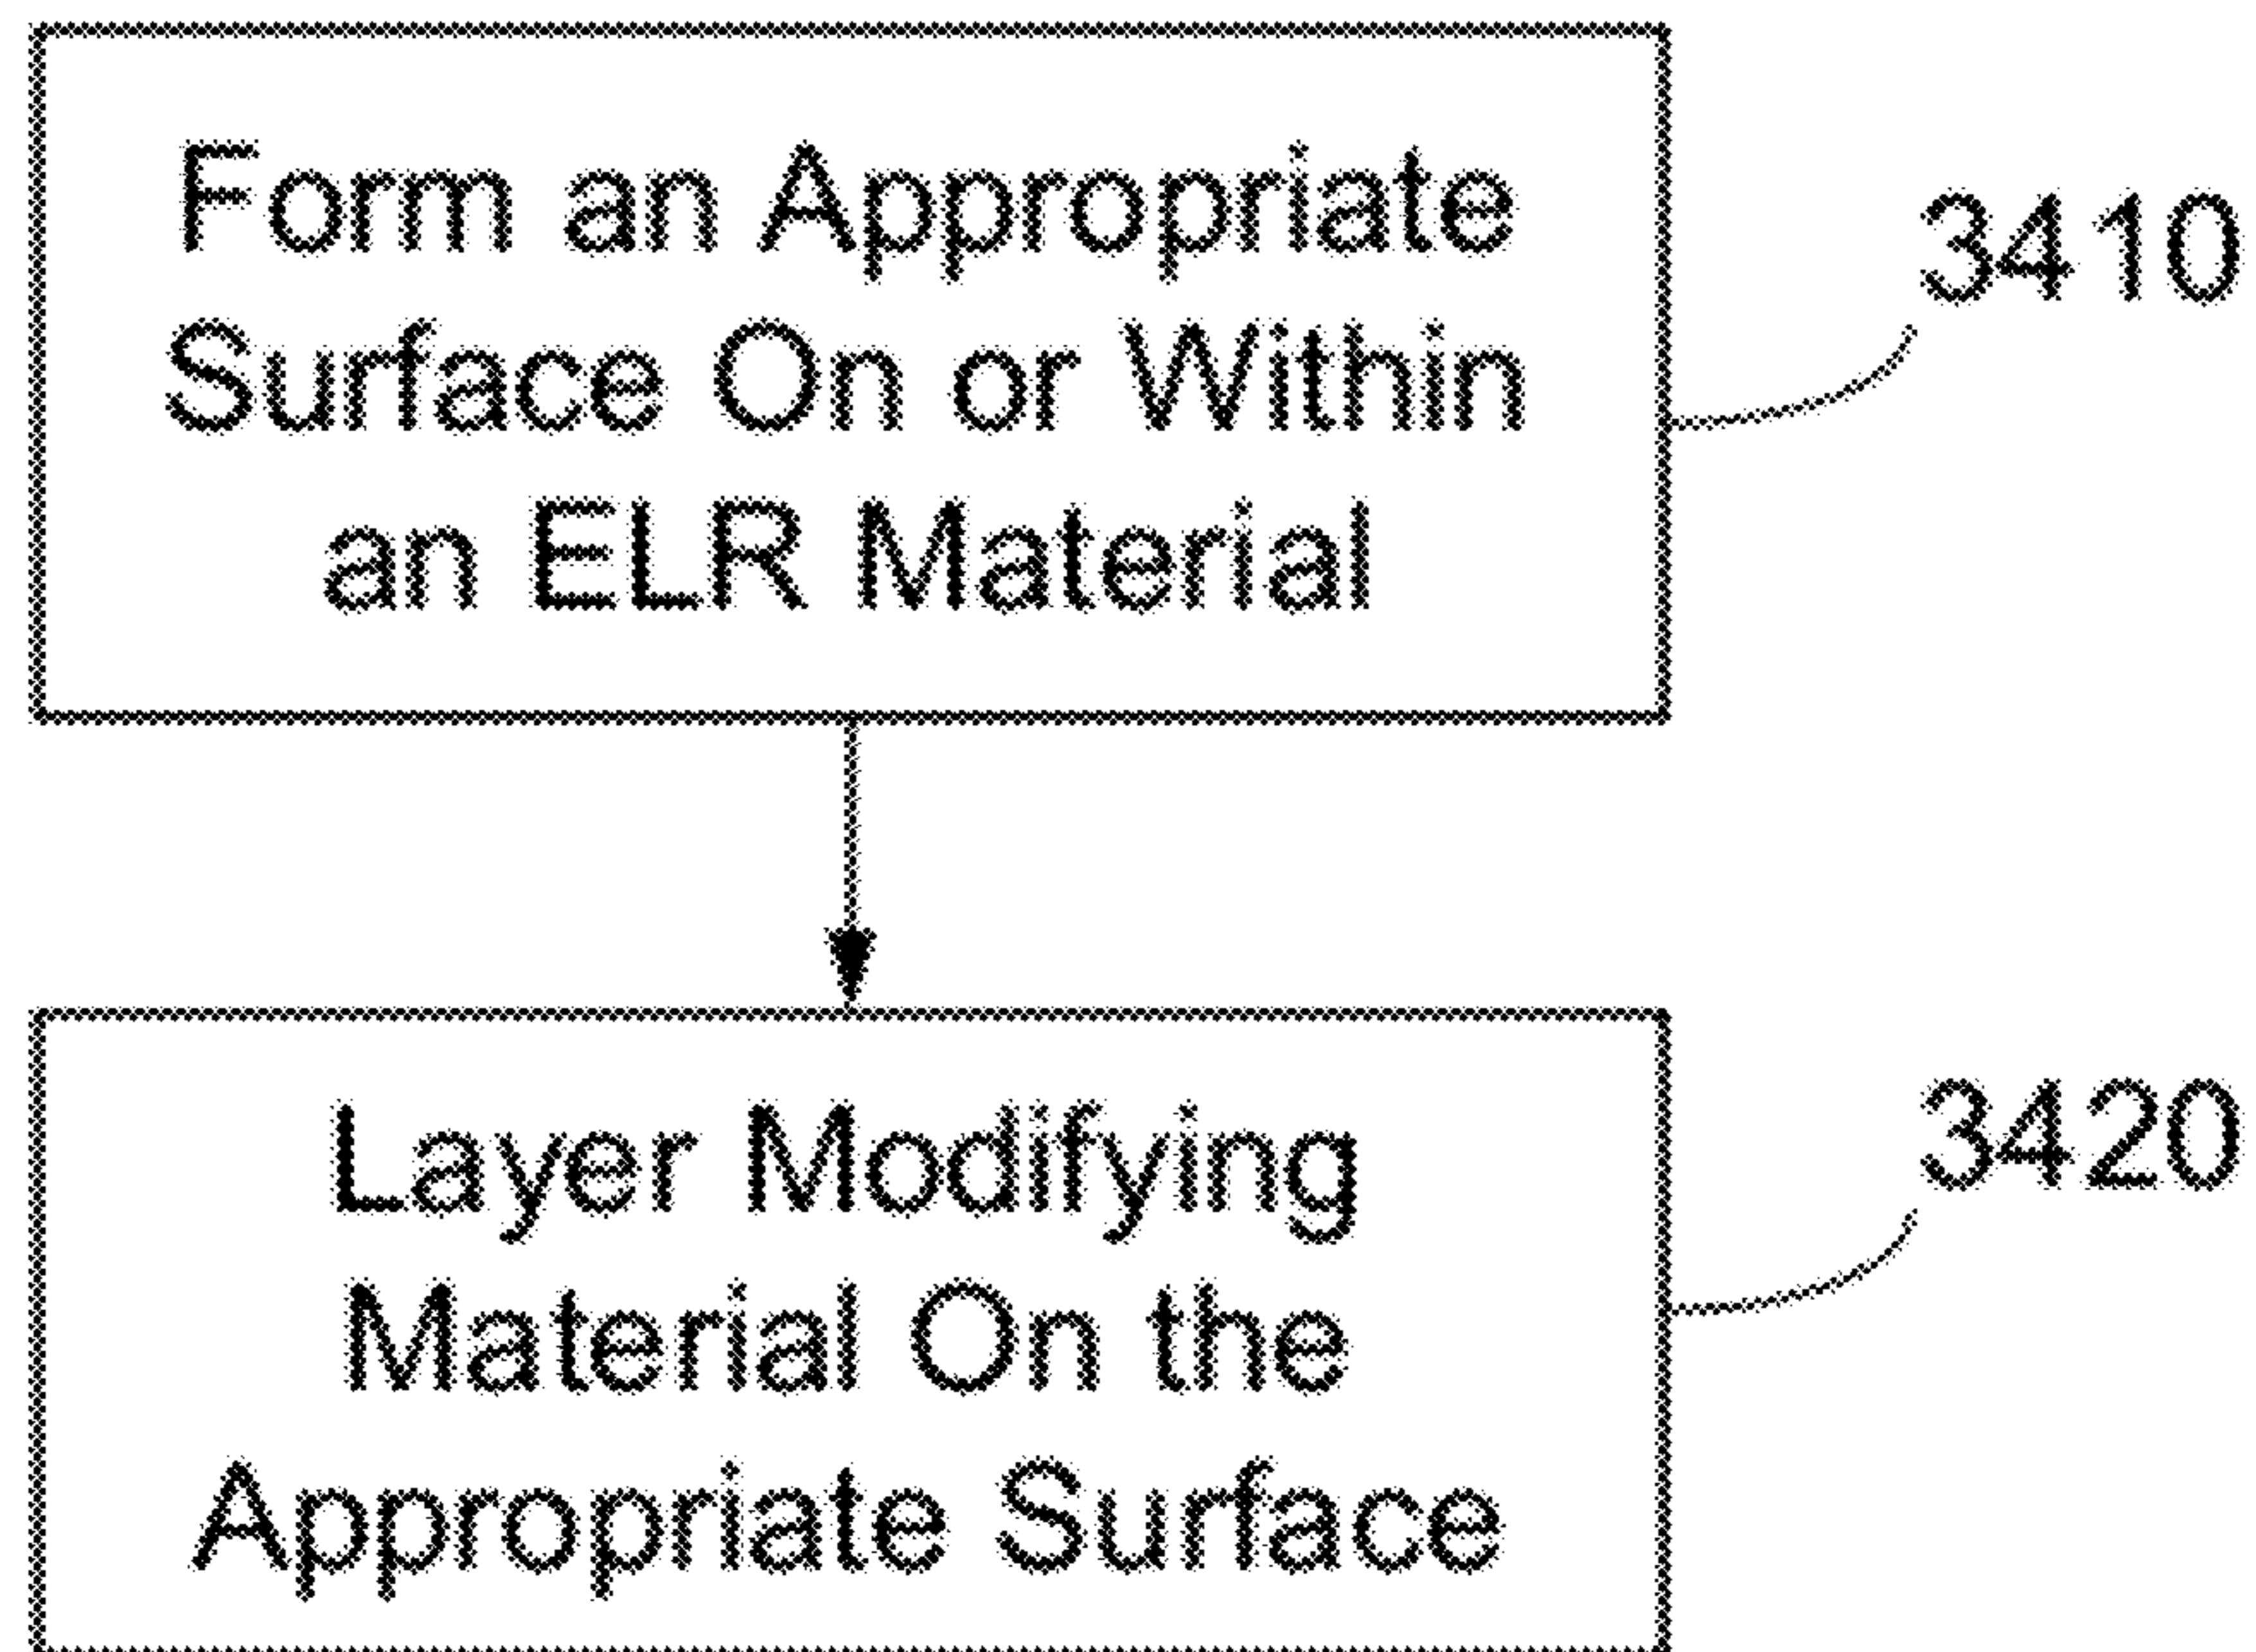 Form an Appropriate
Surface On or Within
an ELR Material
3410
Layer Modifying
Material On the
Appropriate Surface
3420